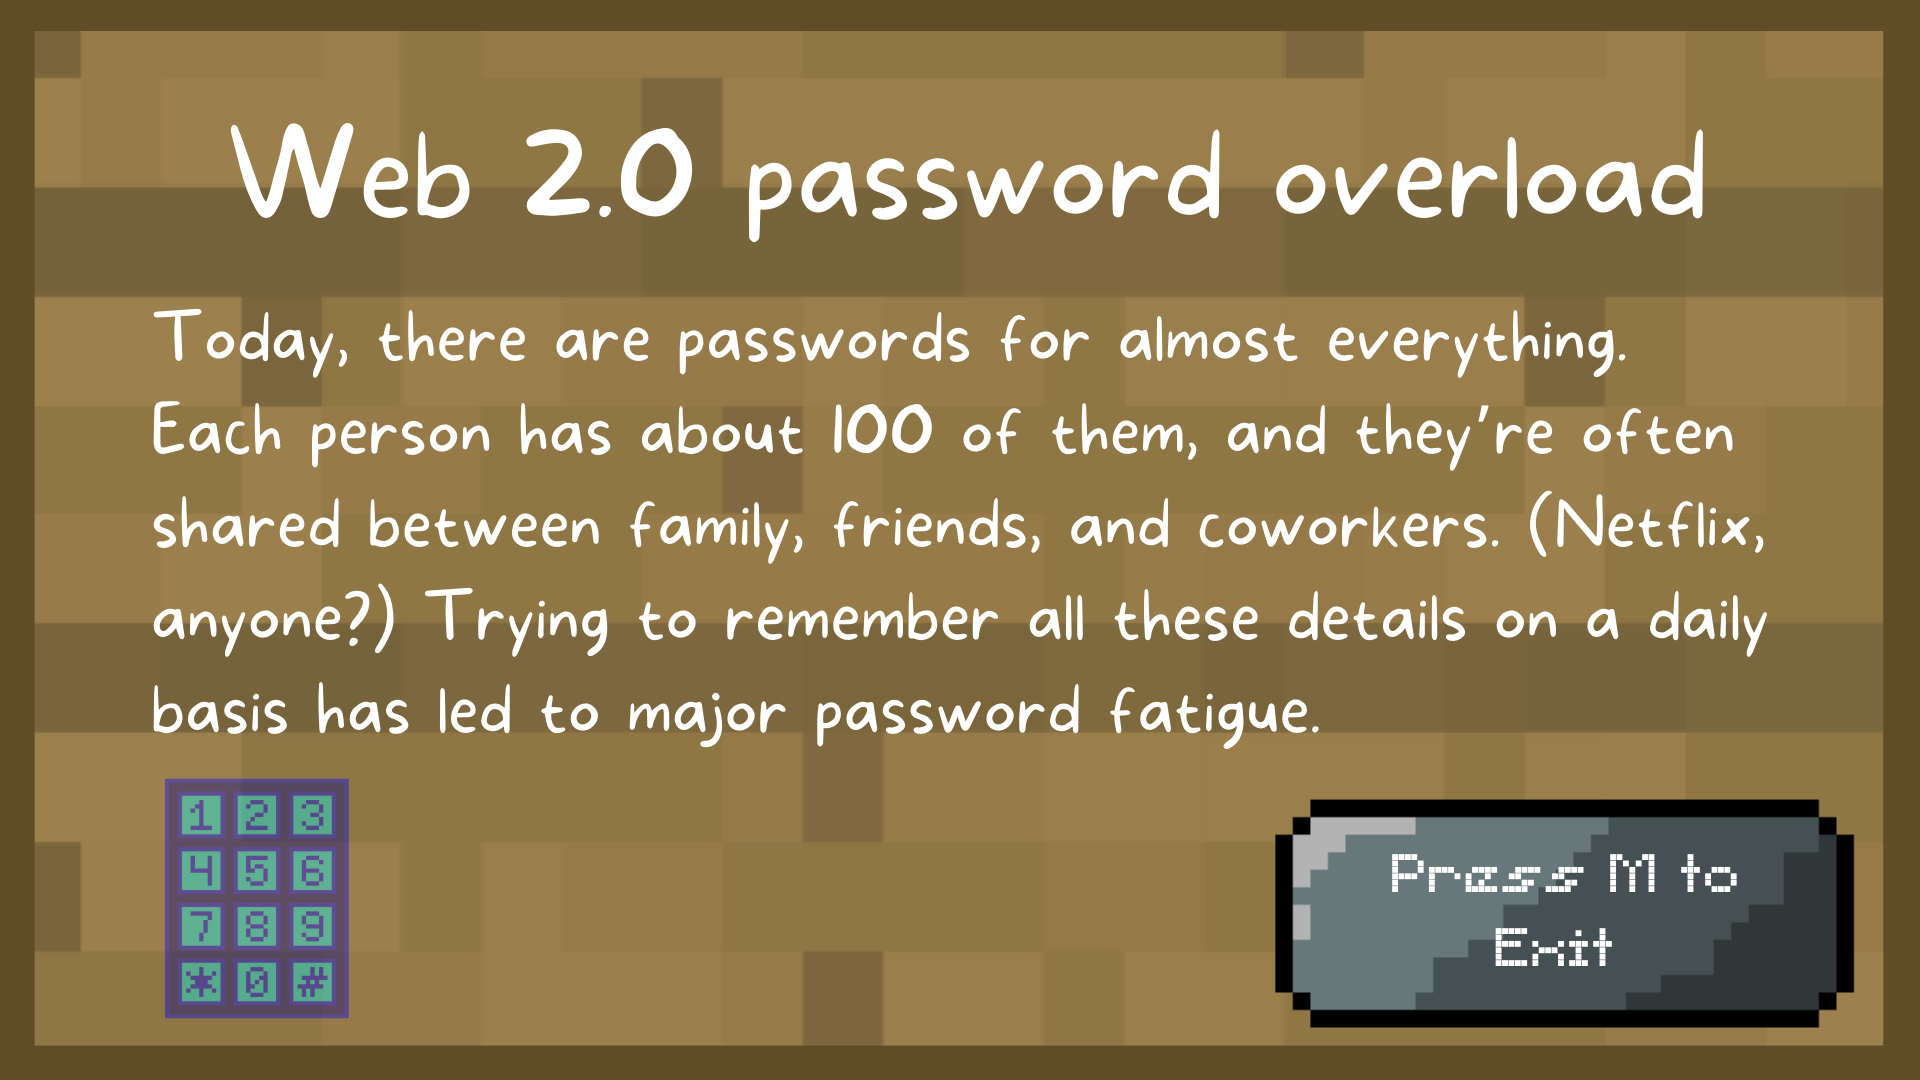 Web 2.0 password overload
Today, there are passwords for almost everything.
Each person has about 100 of them, and they're often
shared between family, friends, and coworkers. (Netflix,
anyone?) Trying to remember all these details on a daily
basis has led to major password fatigue.
1 2 3
4 5 6
7 8 9
* 0 #
Press M to
Exit